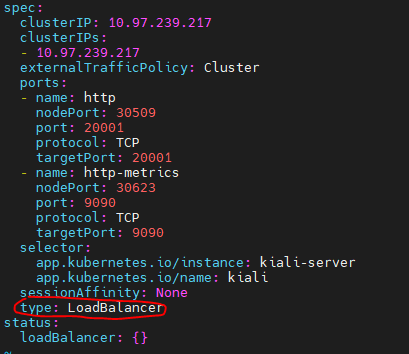 spec:
  clusterIP: 10.97.239.217
  clusterIPs:
  - 10.97.239.217
  externalTrafficPolicy: Cluster
  ports:
  - name: http
    nodePort: 30509
    port: 20001
    protocol: TCP
    targetPort: 20001
  - name: http-metrics
    nodePort: 30623
    port: 9090
    protocol: TCP
    targetPort: 9090
  selector:
    app.kubernetes.io/instance: kiali-server
    app.kubernetes.io/name: kiali
  sessionAffinity: None
  type: LoadBalancer
status:
  loadBalancer: {}